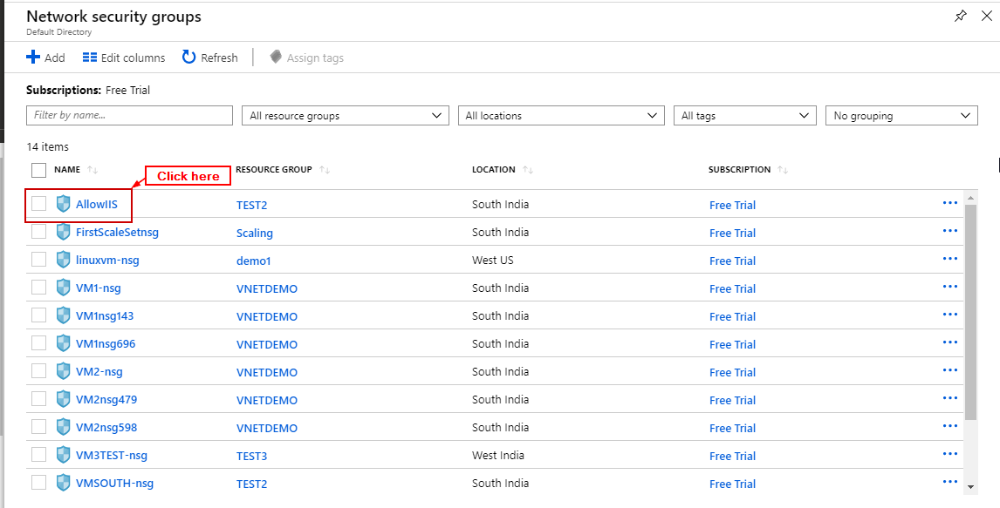 Network security groups
Default Directory
Add Edit columns Refresh Assign tags
Subscriptions: Free Trial
Filter by name... All resource groups All locations All tags No grouping
14 items
NAME Click here RESOURCE GROUP LOCATION SUBSCRIPTION
AllowIIS TEST2 South India Free Trial
FirstScaleSetnsg Scaling South India Free Trial
linuxvm-nsg demo1 West US Free Trial
VM1-nsg VNETDEMO South India Free Trial
VM1nsg143 VNETDEMO South India Free Trial
VM1nsg696 VNETDEMO South India Free Trial
VM2-nsg VNETDEMO South India Free Trial
VM2nsg479 VNETDEMO South India Free Trial
VM2nsg598 VNETDEMO South India Free Trial
VM3TEST-nsg TEST3 West India Free Trial
VMSOUTH-nsg TEST2 South India Free Trial